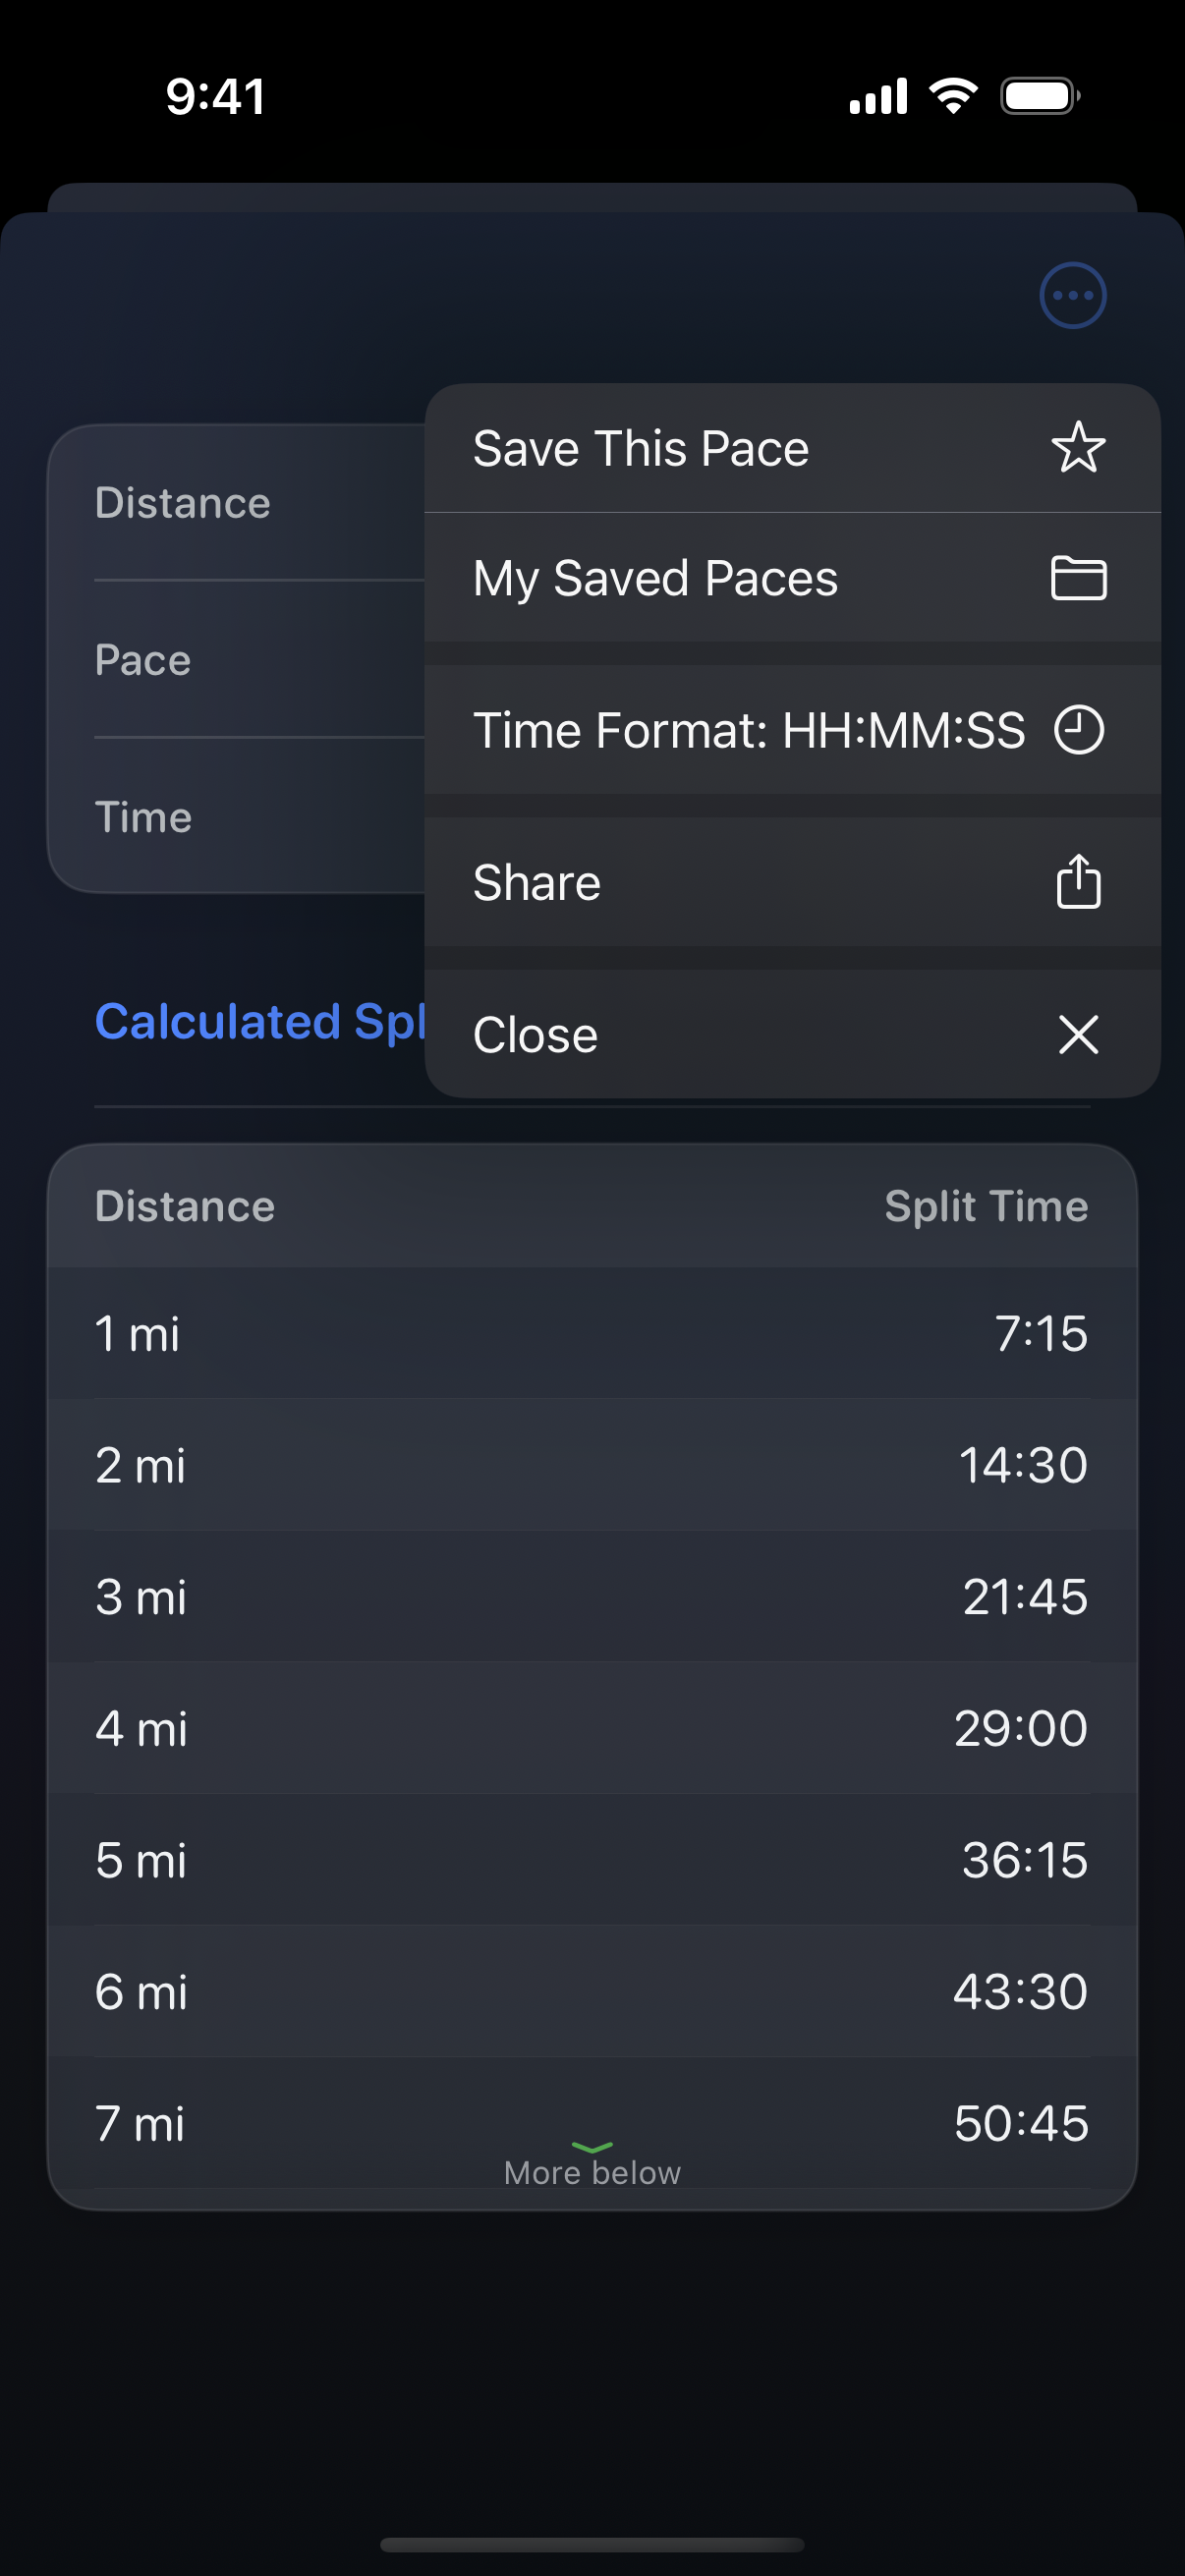 9:41
Save This Pace
Distance
My Saved Paces
Pace
Time Format: HH:MM:SS
Time
Share
Calculated Spl
Close
Distance Split Time
1 mi 7:15
2 mi 14:30
3 mi 21:45
4 mi 29:00
5 mi 36:15
6 mi 43:30
7 mi 50:45
More below